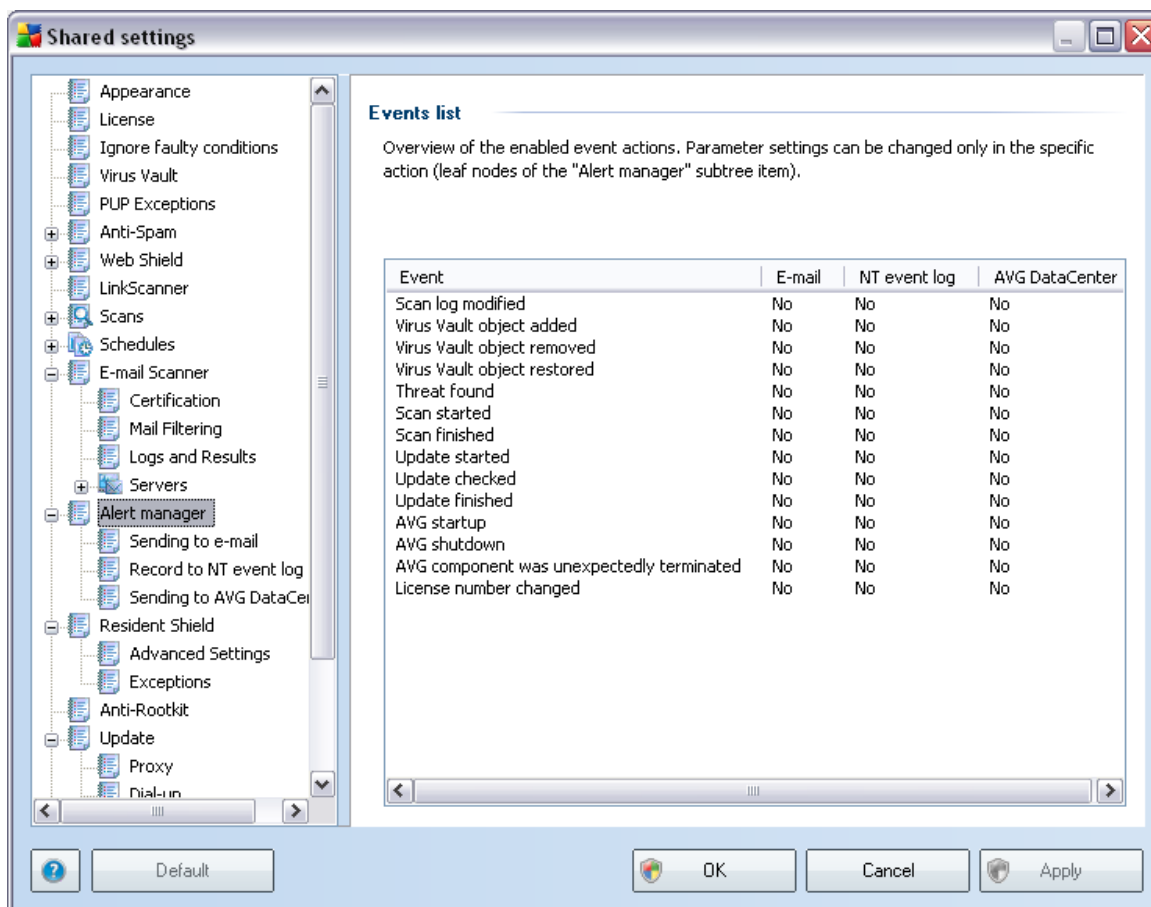 Shared settings
Appearance
License
Ignore faulty conditions
Virus Vault
PUP Exceptions
Anti-Spam
Web Shield
LinkScanner
Scans
Schedules
E-mail Scanner
Certification
Mail Filtering
Logs and Results
Servers
Alert manager
Sending to e-mail
Record to NT event log
Sending to AVG DataCe
Resident Shield
Advanced Settings
Exceptions
Anti-Rootkit
Update
Proxy
Dial-up
Events list
Overview of the enabled event actions. Parameter settings can be changed only in the specific
action (leaf nodes of the "Alert manager" subtree item).
Event E-mail NT event log AVG DataCenter
Scan log modified No No No
Virus Vault object added No No No
Virus Vault object removed No No No
Virus Vault object restored No No No
Threat found No No No
Scan started No No No
Scan finished No No No
Update started No No No
Update checked No No No
Update finished No No No
AVG startup No No No
AVG shutdown No No No
AVG component was unexpectedly terminated No No No
License number changed No No No
Default
OK
Cancel
Apply